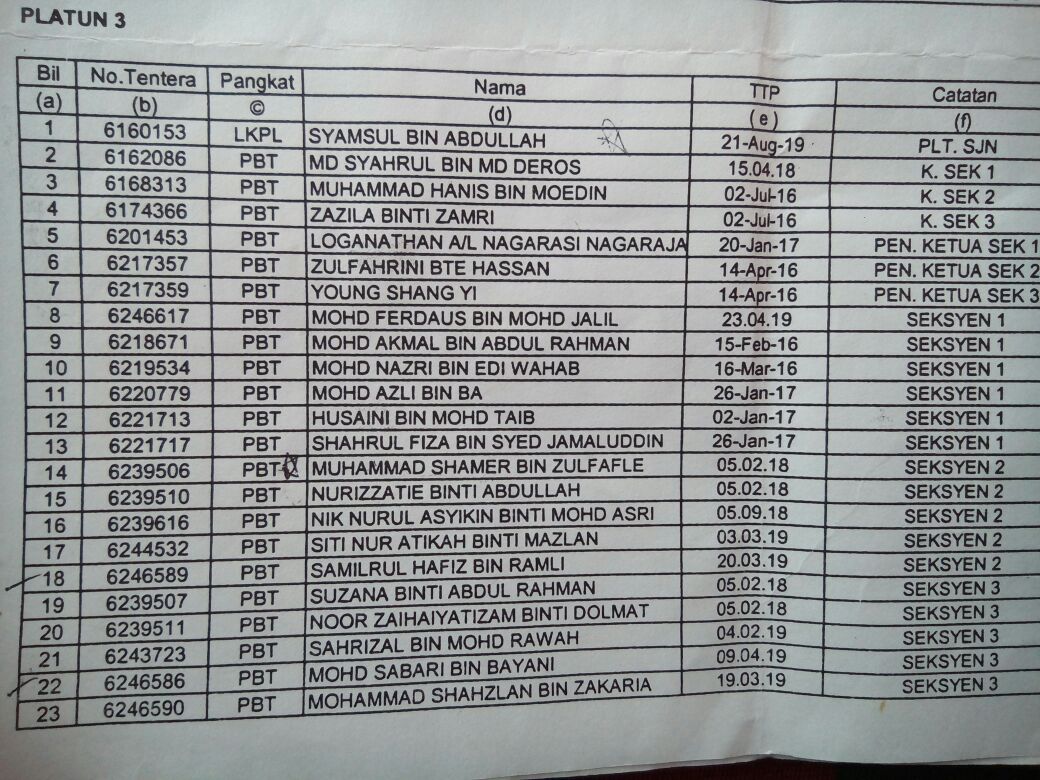 PLATUN 3
Bil No.Tentera Pangkat Nama TTP Catatan
(a) (b) © (d) (e) (f)
1 6160153 LKPL SYAMSUL BIN ABDULLAH 21-Aug-19 PLT. SJN
2 6162086 PBT MD SYAHRUL BIN MD DEROS 15.04.18 K. SEK 1
3 6168313 PBT MUHAMMAD HANIS BIN MOEDIN 02-Jul-16 K. SEK 2
4 6174366 PBT ZAZILA BINTI ZAMRI 02-Jul-16 K. SEK 3
5 6201453 PBT LOGANATHAN A/L NAGARASI NAGARAJA 20-Jan-17 PEN. KETUA SEK 1
6 6217357 PBT ZULFAHRINI BTE HASSAN 14-Apr-16 PEN. KETUA SEK 2
7 6217359 PBT YOUNG SHANG YI 14-Apr-16 PEN. KETUA SEK 3
8 6246617 PBT MOHD FERDAUS BIN MOHD JALIL 23.04.19 SEKSYEN 1
9 6218671 PBT MOHD AKMAL BIN ABDUL RAHMAN 15-Feb-16 SEKSYEN 1
10 6219534 PBT MOHD NAZRI BIN EDI WAHAB 16-Mar-16 SEKSYEN 1
11 6220779 PBT MOHD AZLI BIN BA 26-Jan-17 SEKSYEN 1
12 6221713 PBT HUSAINI BIN MOHD TAIB 02-Jan-17 SEKSYEN 1
13 6221717 PBT SHAHRUL FIZA BIN SYED JAMALUDDIN 26-Jan-17 SEKSYEN 1
14 6239506 PBT MUHAMMAD SHAMER BIN ZULFAFLE 05.02.18 SEKSYEN 2
15 6239510 PBT NURIZZATIE BINTI ABDULLAH 05.02.18 SEKSYEN 2
16 6239616 PBT NIK NURUL ASYIKIN BINTI MOHD ASRI 05.09.18 SEKSYEN 2
17 6244532 PBT SITI NUR ATIKAH BINTI MAZLAN 03.03.19 SEKSYEN 2
18 6246589 PBT SAMILRUL HAFIZ BIN RAMLI 20.03.19 SEKSYEN 2
19 6239507 PBT SUZANA BINTI ABDUL RAHMAN 05.02.18 SEKSYEN 3
20 6239511 PBT NOOR ZAIHAIYATIZAM BINTI DOLMAT 05.02.18 SEKSYEN 3
21 6243723 PBT SAHRIZAL BIN MOHD RAWAH 04.02.19 SEKSYEN 3
22 6246586 PBT MOHD SABARI BIN BAYANI 09.04.19 SEKSYEN 3
23 6246590 PBT MOHAMMAD SHAHZLAN BIN ZAKARIA 19.03.19 SEKSYEN 3